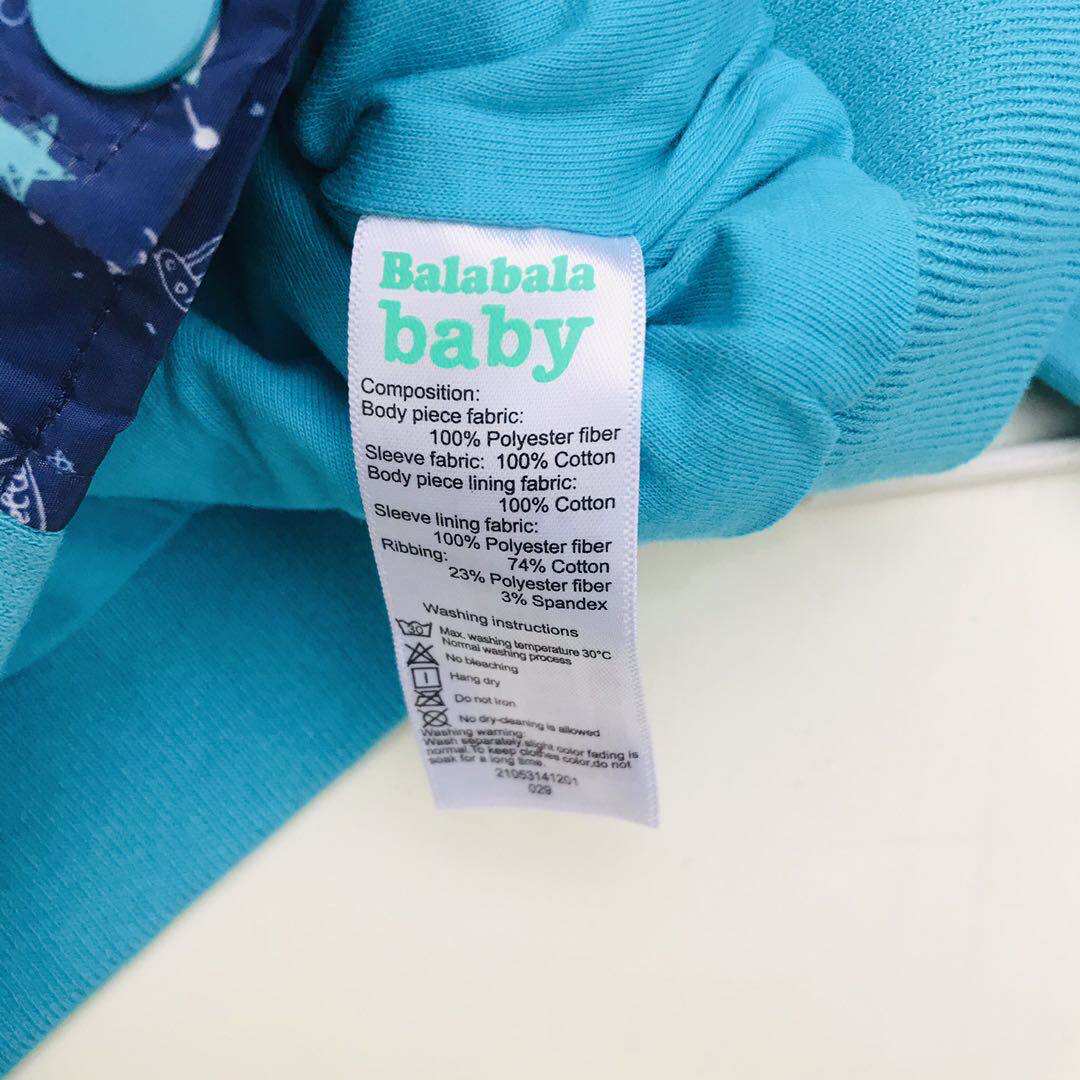 Balabala
baby
Composition:
Body piece fabric:
100% Polyester fiber
Sleeve fabric: 100% Cotton
Body piece lining fabric:
100% Cotton
Sleeve lining fabric:
100% Polyester fiber
Ribbing: 74% Cotton
23% Polyester fiber
3% Spandex
Washing instructions
30 Max. washing temperature 30°C
Normal washing process
No bleaching
Hang dry
Do not iron
No dry-cleaning is allowed
Washing warning:
Wash separately slight color fading is
normal.To keep clothes color,do not
soak for a long time.
21053141201
029